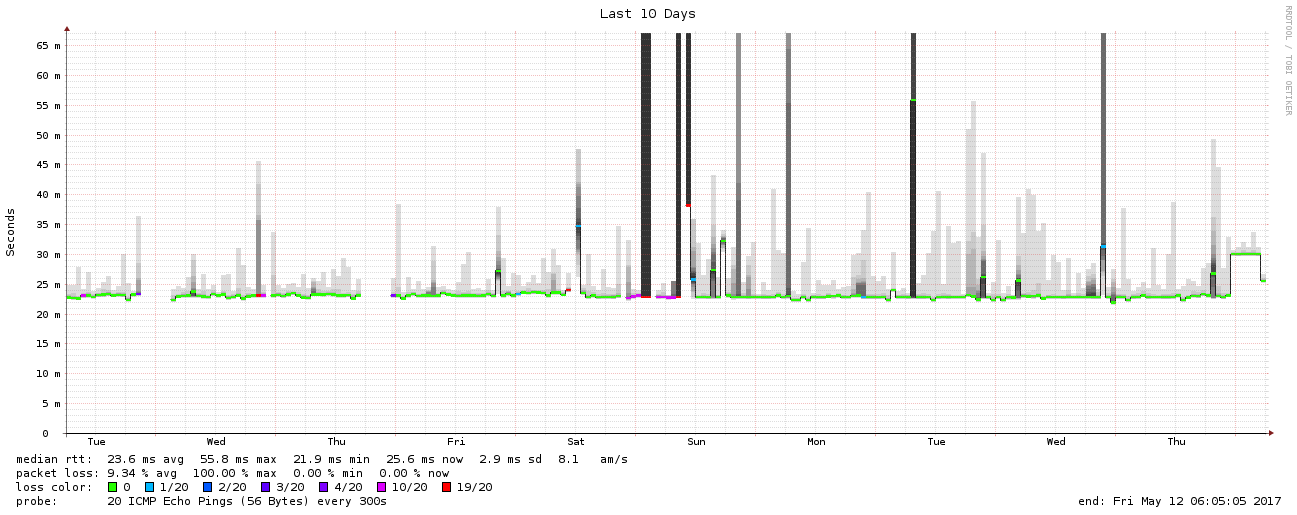 Last 10 Days
RRDTOOL / TOBI OETIKER
Seconds
65 m
60 m
55 m
50 m
45 m
40 m
35 m
30 m
25 m
20 m
15 m
10 m
5 m
0
Tue Wed Thu Fri Sat Sun Mon Tue Wed Thu
median rtt: 23.6 ms avg 55.8 ms max 21.9 ms min 25.6 ms now 2.9 ms sd 8.1 am/s
packet loss: 9.34 % avg 100.00 % max 0.00 % min 0.00 % now
loss color: 0 1/20 2/20 3/20 4/20 10/20 19/20
probe: 20 ICMP Echo Pings (56 Bytes) every 300s end: Fri May 12 06:05:05 2017